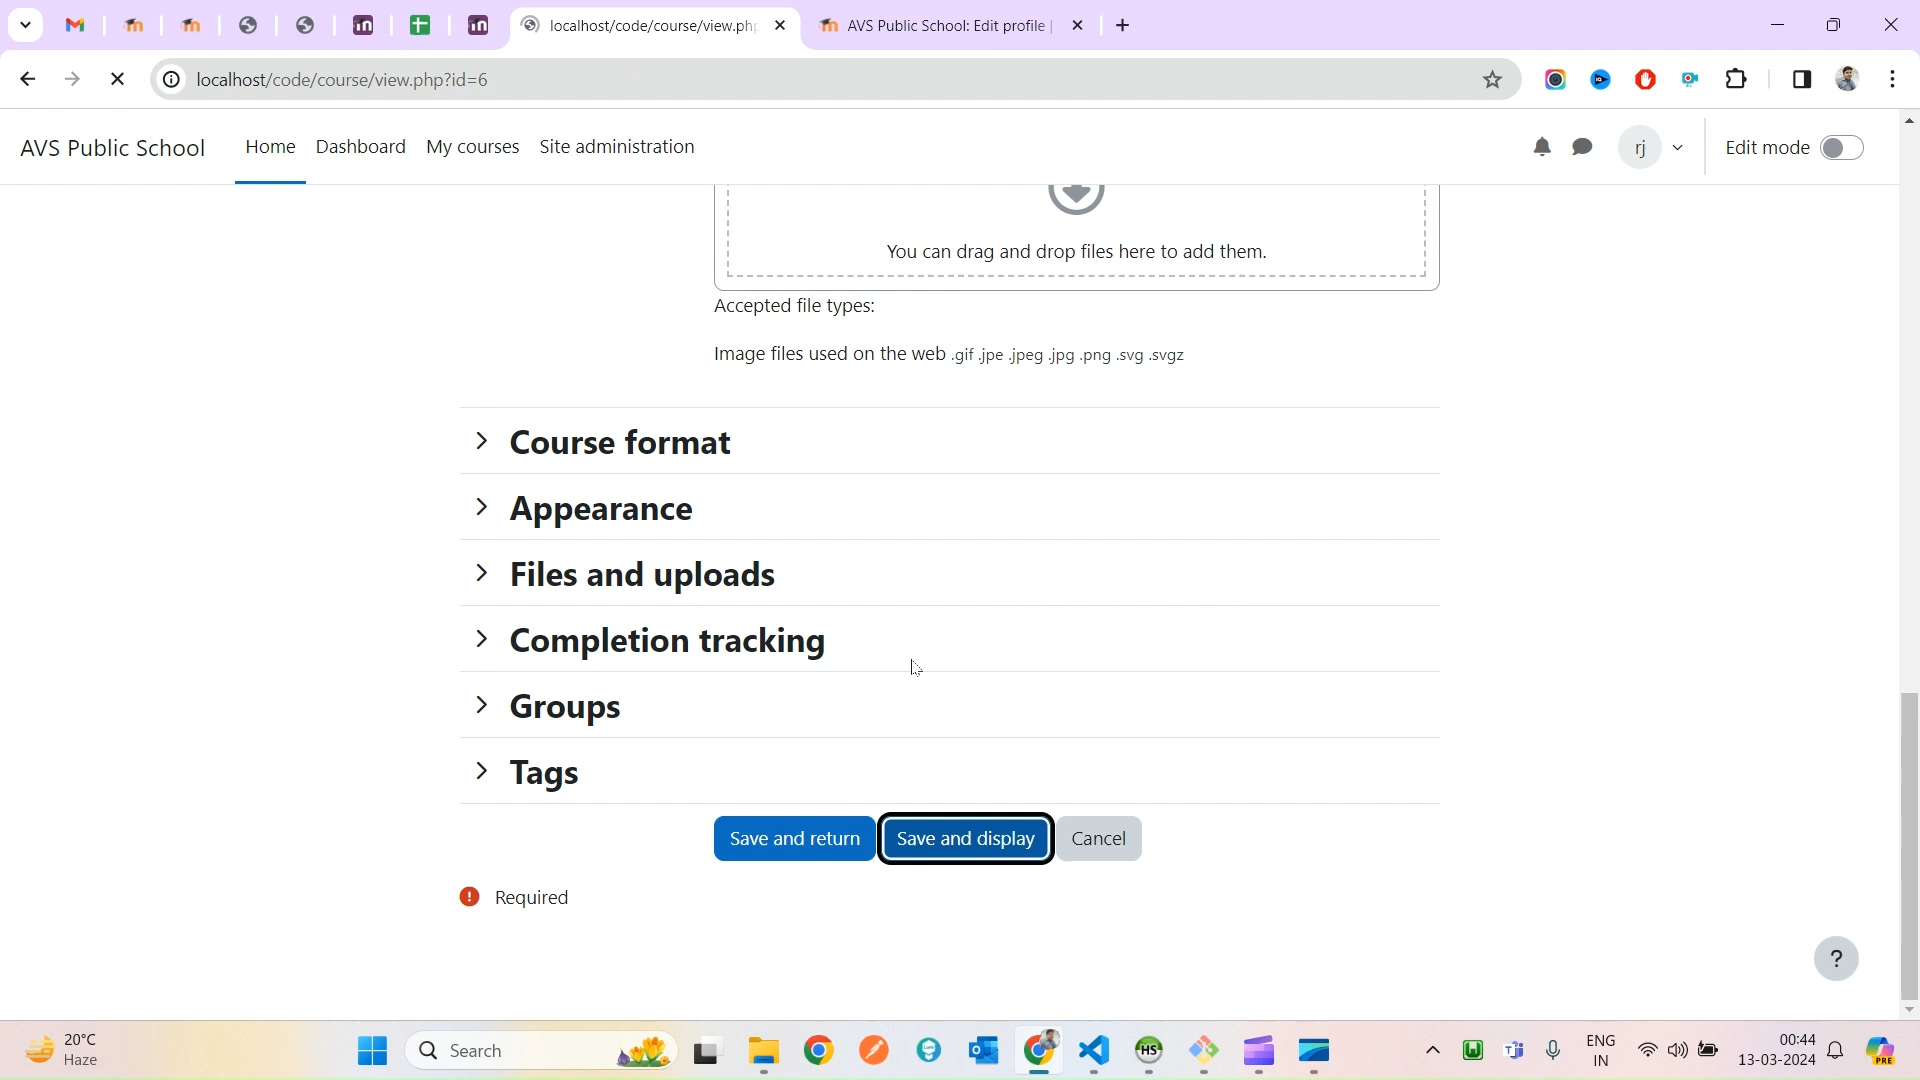 localhost/code/course/view.ph
AVS Public School: Edit profile |
localhost/code/course/view.php?id=6
AVS Public School
Home
Dashboard
My courses
Site administration
rj
Edit mode
You can drag and drop files here to add them.
Accepted file types:
Image files used on the web .gif .jpe .jpeg .jpg .png .svg .svgz
Course format
Appearance
Files and uploads
Completion tracking
Groups
Tags
Save and return
Save and display
Cancel
! Required
?
20°C
Haze
Search
HS
ENG
IN
00:44
13-03-2024
PRE